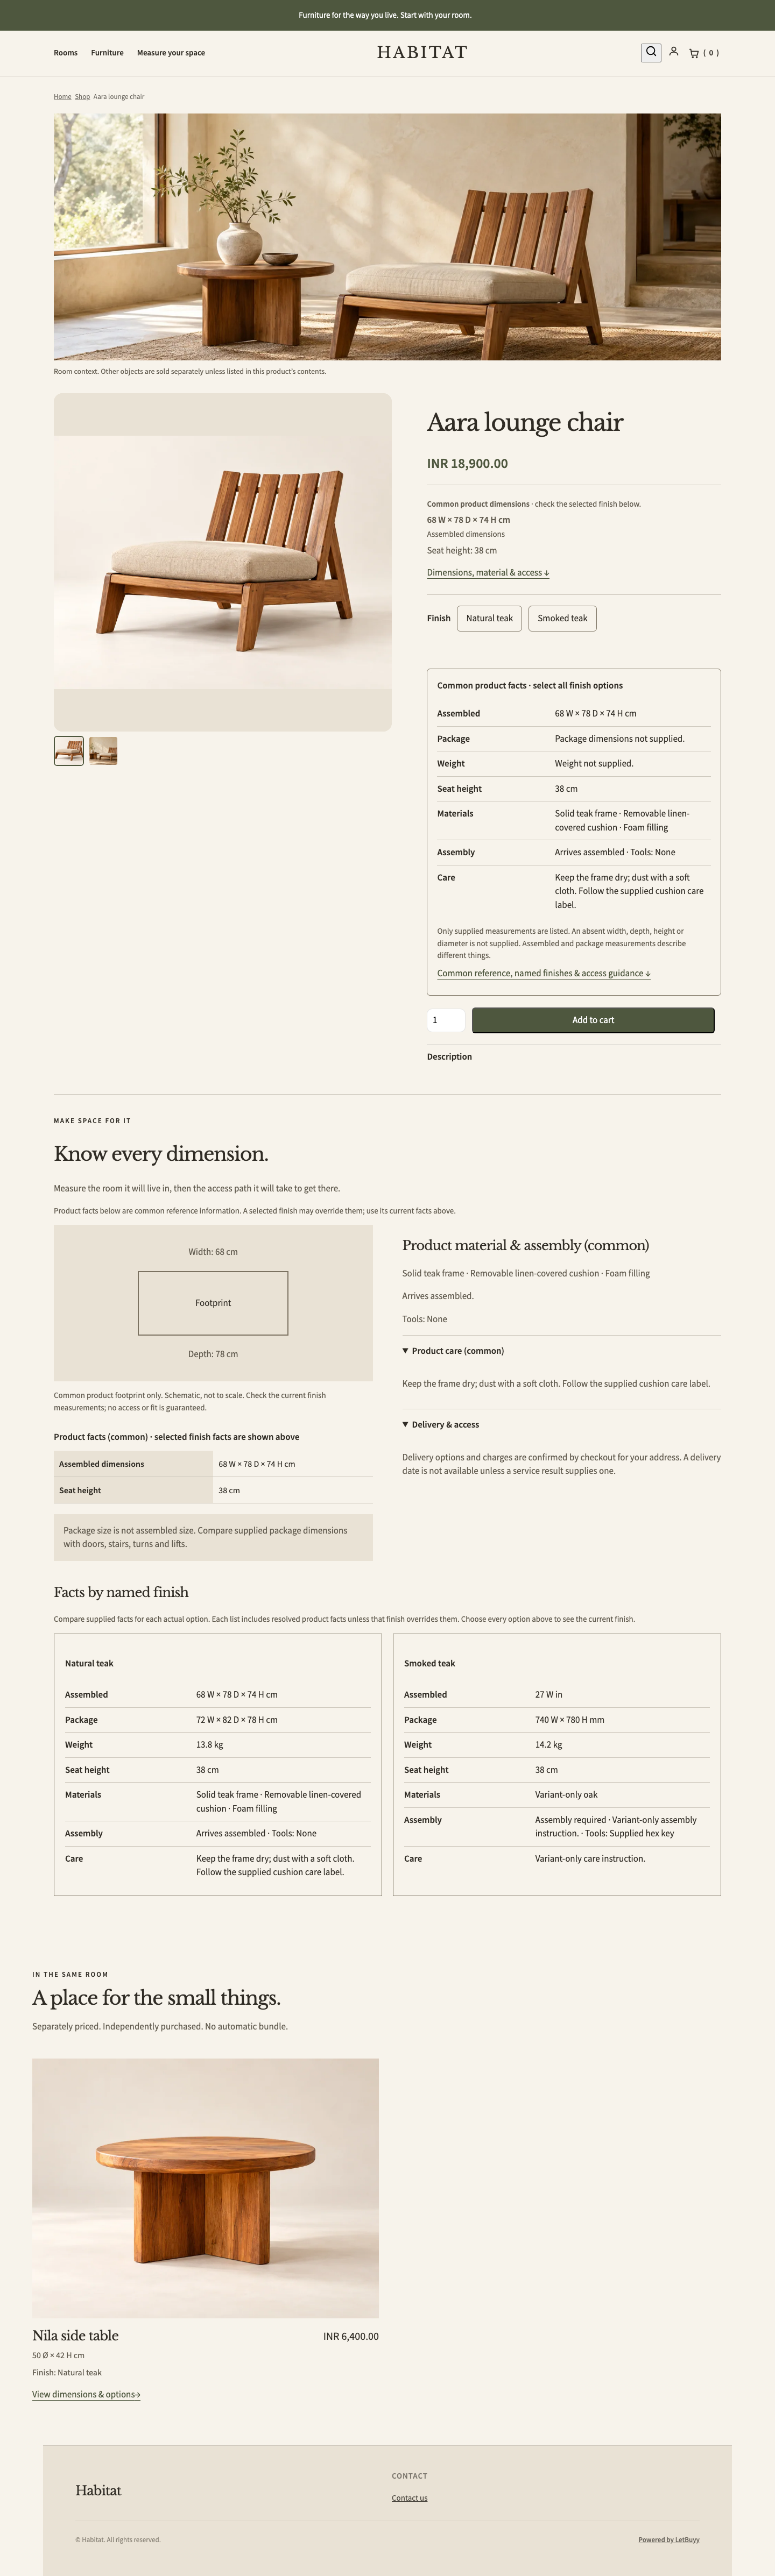 Furniture for the way you live. Start with your room.
Rooms Furniture Measure your space
HABITAT
( 0 )
Home Shop Aara lounge chair
Room context. Other objects are sold separately unless listed in this product's contents.
Aara lounge chair
INR 18,900.00
Common product dimensions · check the selected finish below.
68 W × 78 D × 74 H cm
Assembled dimensions
Seat height: 38 cm
Dimensions, material & access ↓
Finish Natural teak Smoked teak
Common product facts · select all finish options
Assembled 68 W × 78 D × 74 H cm
Package Package dimensions not supplied.
Weight Weight not supplied.
Seat height 38 cm
Materials Solid teak frame · Removable linen-
covered cushion · Foam filling
Assembly Arrives assembled · Tools: None
Care Keep the frame dry; dust with a soft
cloth. Follow the supplied cushion care
label.
Only supplied measurements are listed. An absent width, depth, height or
diameter is not supplied. Assembled and package measurements describe
different things.
Common reference, named finishes & access guidance ↓
1 Add to cart
Description
MAKE SPACE FOR IT
Know every dimension.
Measure the room it will live in, then the access path it will take to get there.
Product facts below are common reference information. A selected finish may override them; use its current facts above.
Width: 68 cm
Footprint
Depth: 78 cm
Common product footprint only. Schematic, not to scale. Check the current finish
measurements; no access or fit is guaranteed.
Product facts (common) · selected finish facts are shown above
Assembled dimensions 68 W × 78 D × 74 H cm
Seat height 38 cm
Package size is not assembled size. Compare supplied package dimensions
with doors, stairs, turns and lifts.
Product material & assembly (common)
Solid teak frame · Removable linen-covered cushion · Foam filling
Arrives assembled.
Tools: None
▼ Product care (common)
Keep the frame dry; dust with a soft cloth. Follow the supplied cushion care label.
▼ Delivery & access
Delivery options and charges are confirmed by checkout for your address. A delivery
date is not available unless a service result supplies one.
Facts by named finish
Compare supplied facts for each actual option. Each list includes resolved product facts unless that finish overrides them. Choose every option above to see the current finish.
Natural teak
Assembled 68 W × 78 D × 74 H cm
Package 72 W × 82 D × 78 H cm
Weight 13.8 kg
Seat height 38 cm
Materials Solid teak frame · Removable linen-covered
cushion · Foam filling
Assembly Arrives assembled · Tools: None
Care Keep the frame dry; dust with a soft cloth.
Follow the supplied cushion care label.
Smoked teak
Assembled 27 W in
Package 740 W × 780 H mm
Weight 14.2 kg
Seat height 38 cm
Materials Variant-only oak
Assembly Assembly required · Variant-only assembly
instruction. · Tools: Supplied hex key
Care Variant-only care instruction.
IN THE SAME ROOM
A place for the small things.
Separately priced. Independently purchased. No automatic bundle.
Nila side table INR 6,400.00
50 Ø × 42 H cm
Finish: Natural teak
View dimensions & options→
Habitat
CONTACT
Contact us
© Habitat. All rights reserved.
Powered by LetBuvy